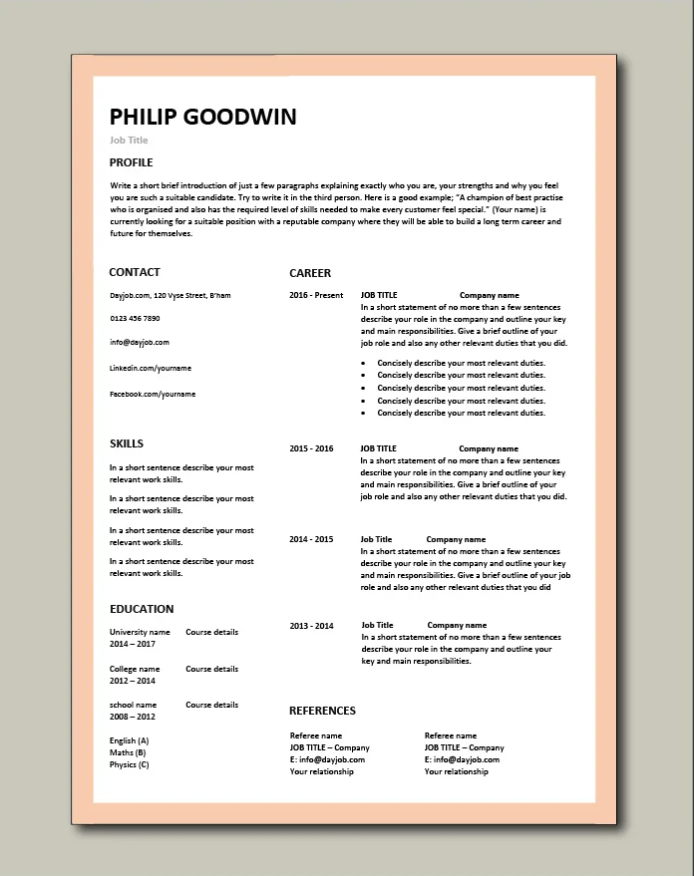 PHILIP GOODWIN
Job Title
PROFILE
Write a short brief introduction of just a few paragraphs explaining exactly who you are, your strengths and why you feel
you are such a suitable candidate. Try to write it in the third person. Here is a good example; "A champion of best practise
who is organised and also has the required level of skills needed to make every customer feel special." (Your name) is
currently looking for a suitable position with a reputable company where they will be able to build a long term career and
future for themselves.
CONTACT
Dayjob.com, 120 Vyse Street, B'ham
0123 456 7890
info@dayjob.com
Linkedin.com/yourname
Facebook.com/yourname
SKILLS
In a short sentence describe your most
relevant work skills.
In a short sentence describe your most
relevant work skills.
In a short sentence describe your most
relevant work skills.
In a short sentence describe your most
relevant work skills.
EDUCATION
University name Course details
2014 – 2017
College name Course details
2012 – 2014
school name Course details
2008 – 2012
English (A)
Maths (B)
Physics (C)
CAREER
2016 - Present JOB TITLE Company name
In a short statement of no more than a few sentences
describe your role in the company and outline your key
and main responsibilities. Give a brief outline of your
job role and also any other relevant duties that you did.
• Concisely describe your most relevant duties.
• Concisely describe your most relevant duties.
• Concisely describe your most relevant duties.
• Concisely describe your most relevant duties.
• Concisely describe your most relevant duties.
2015 - 2016 JOB TITLE Company name
In a short statement of no more than a few sentences
describe your role in the company and outline your key
and main responsibilities. Give a brief outline of your
job role and also any other relevant duties that you did.
2014 - 2015 Job Title Company name
In a short statement of no more than a few sentences
describe your role in the company and outline your key
and main responsibilities. Give a brief outline of your job
role and also any other relevant duties that you did
2013 - 2014 Job Title Company name
In a short statement of no more than a few sentences
describe your role in the company and outline your
key and main responsibilities.
REFERENCES
Referee name
JOB TITLE – Company
E: info@dayjob.com
Your relationship
Referee name
JOB TITLE – Company
E: info@dayjob.com
Your relationship